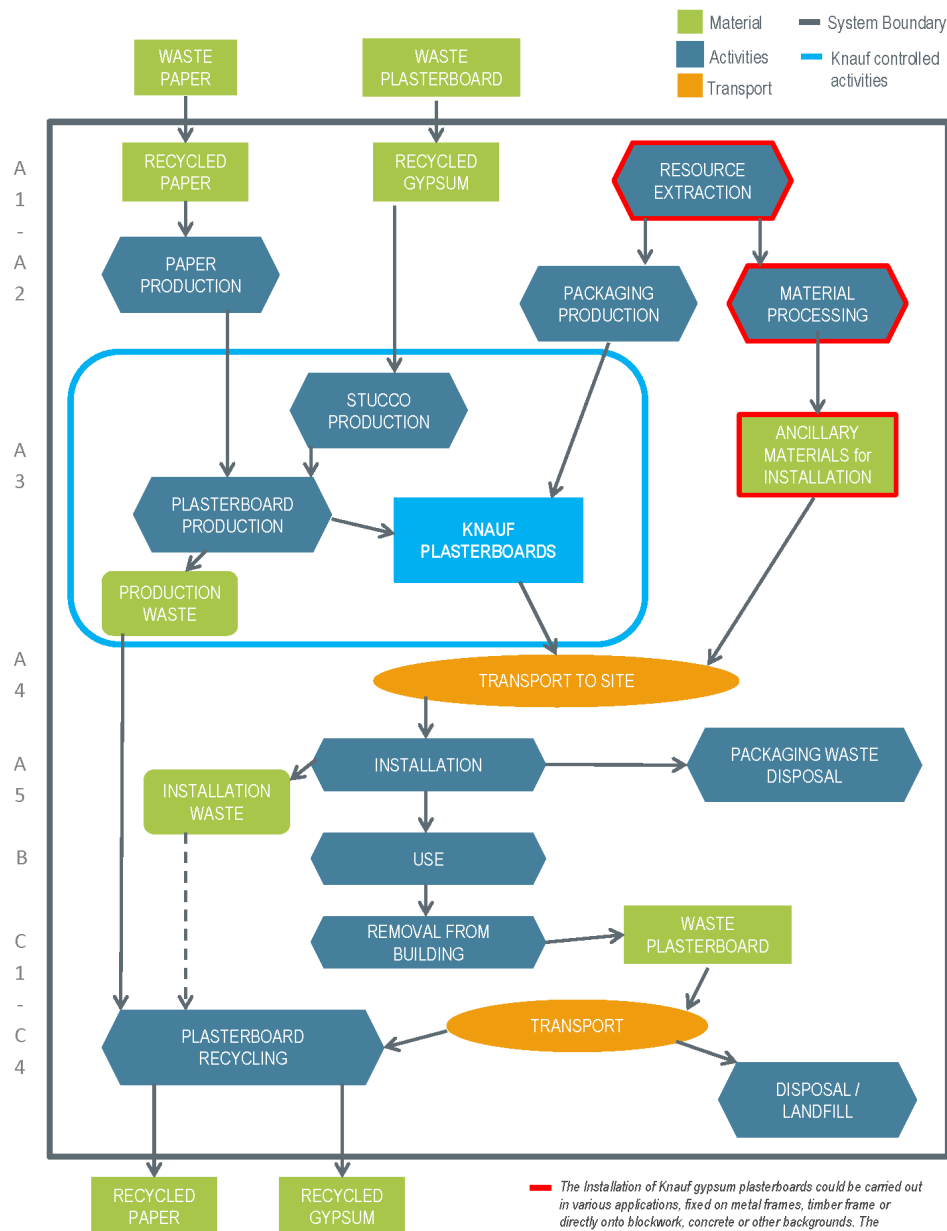 Material
System Boundary
Activities
Knauf controlled
activities
Transport
WASTE
PAPER
WASTE
PLASTERBOARD
A
1
-
A
2
RECYCLED
PAPER
RECYCLED
GYPSUM
RESOURCE
EXTRACTION
PAPER
PRODUCTION
PACKAGING
PRODUCTION
MATERIAL
PROCESSING
STUCCO
PRODUCTION
A
3
ANCILLARY
MATERIALS for
INSTALLATION
PLASTERBOARD
PRODUCTION
KNAUF
PLASTERBOARDS
PRODUCTION
WASTE
A
4
TRANSPORT TO SITE
A
5
INSTALLATION
PACKAGING WASTE
DISPOSAL
INSTALLATION
WASTE
B
USE
C
1
-
C
4
REMOVAL FROM
BUILDING
WASTE
PLASTERBOARD
TRANSPORT
PLASTERBOARD
RECYCLING
DISPOSAL /
LANDFILL
RECYCLED
PAPER
RECYCLED
GYPSUM
The Installation of Knauf gypsum plasterboards could be carried out
in various applications, fixed on metal frames, timber frame or
directly onto blockwork, concrete or other backgrounds. The